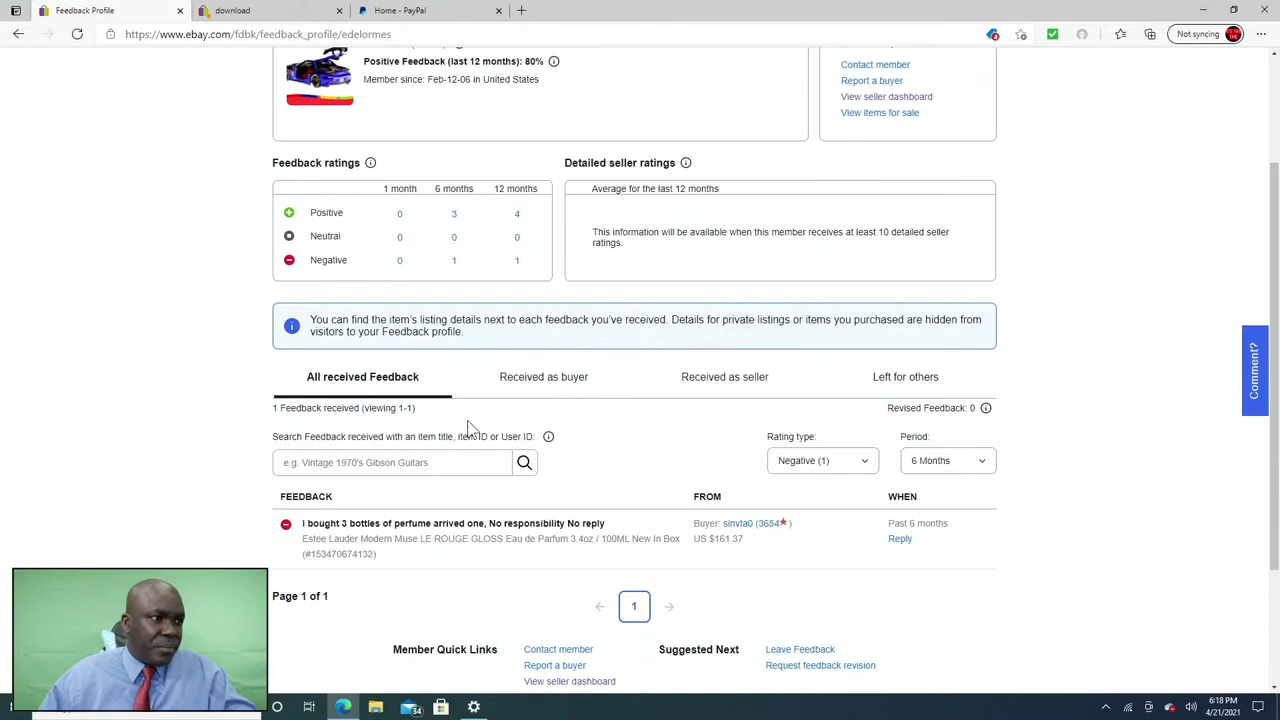 Feedback Profile
download
Home - PayPal
https://www.ebay.com/fdbk/feedback_profile/edelormes
Not syncing
Positive Feedback (last 12 months): 80%
Member since: Feb-12-06 in United States
Contact member
Report a buyer
View seller dashboard
View items for sale
Feedback ratings
Detailed seller ratings
1 month 6 months 12 months
Average for the last 12 months
Positive 0 3 4
Neutral 0 0 0
Negative 0 1 1
This information will be available when this member receives at least 10 detailed seller
ratings.
You can find the item's listing details next to each feedback you've received. Details for private listings or items you purchased are hidden from
visitors to your Feedback profile.
All received Feedback
Received as buyer
Received as seller
Left for others
1 Feedback received (viewing 1-1)
Revised Feedback: 0
Search Feedback received with an item title, item ID or User ID:
Rating type:
Period:
e.g. Vintage 1970's Gibson Guitars
Negative (1)
6 Months
FEEDBACK
FROM
WHEN
I bought 3 bottles of perfume arrived one, No responsibility No reply
Buyer: sinvta0 (3654)
Past 6 months
Estee Lauder Modern Muse LE ROUGE GLOSS Eau de Parfum 3.4oz / 100ML New In Box
US $161.37
Reply
(#153470674132)
Comment?
Page 1 of 1
1
Member Quick Links
Contact member
Report a buyer
View seller dashboard
Suggested Next
Leave Feedback
Request feedback revision
34
6:18 PM
4/21/2021